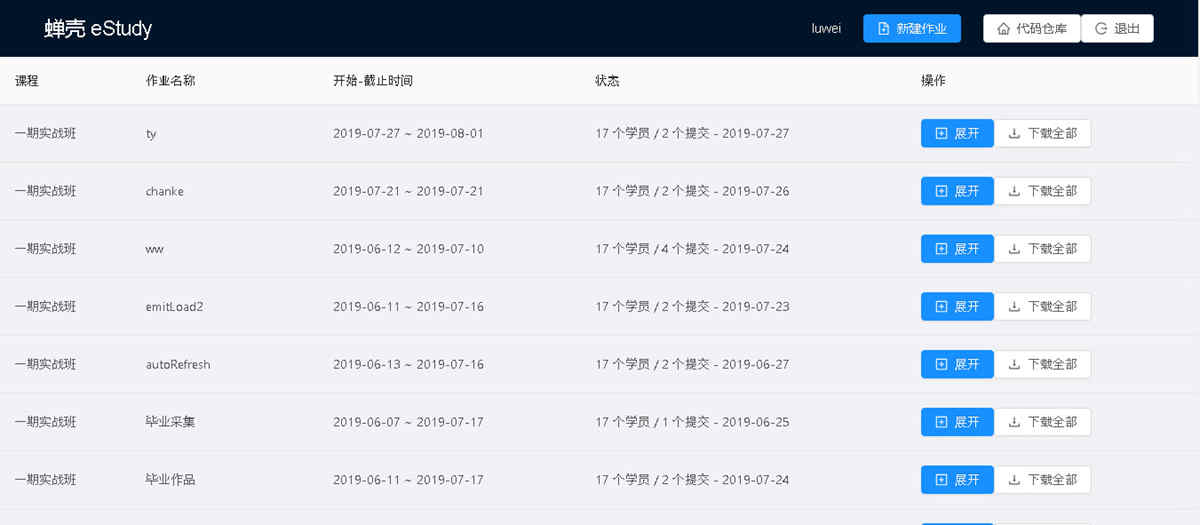 蝉壳 eStudy luwei 新建作业 代码仓库 退出
课程 作业名称 开始-截止时间 状态 操作
一期实战班 ty 2019-07-27 ~ 2019-08-01 17 个学员 / 2 个提交 - 2019-07-27 展开 下载全部
一期实战班 chanke 2019-07-21 ~ 2019-07-21 17 个学员 / 2 个提交 - 2019-07-26 展开 下载全部
一期实战班 ww 2019-06-12 ~ 2019-07-10 17 个学员 / 4 个提交 - 2019-07-24 展开 下载全部
一期实战班 emitLoad2 2019-06-11 ~ 2019-07-16 17 个学员 / 2 个提交 - 2019-07-23 展开 下载全部
一期实战班 autoRefresh 2019-06-13 ~ 2019-07-16 17 个学员 / 2 个提交 - 2019-06-27 展开 下载全部
一期实战班 毕业采集 2019-06-07 ~ 2019-07-17 17 个学员 / 1 个提交 - 2019-06-25 展开 下载全部
一期实战班 毕业作品 2019-06-11 ~ 2019-07-17 17 个学员 / 2 个提交 - 2019-07-24 展开 下载全部